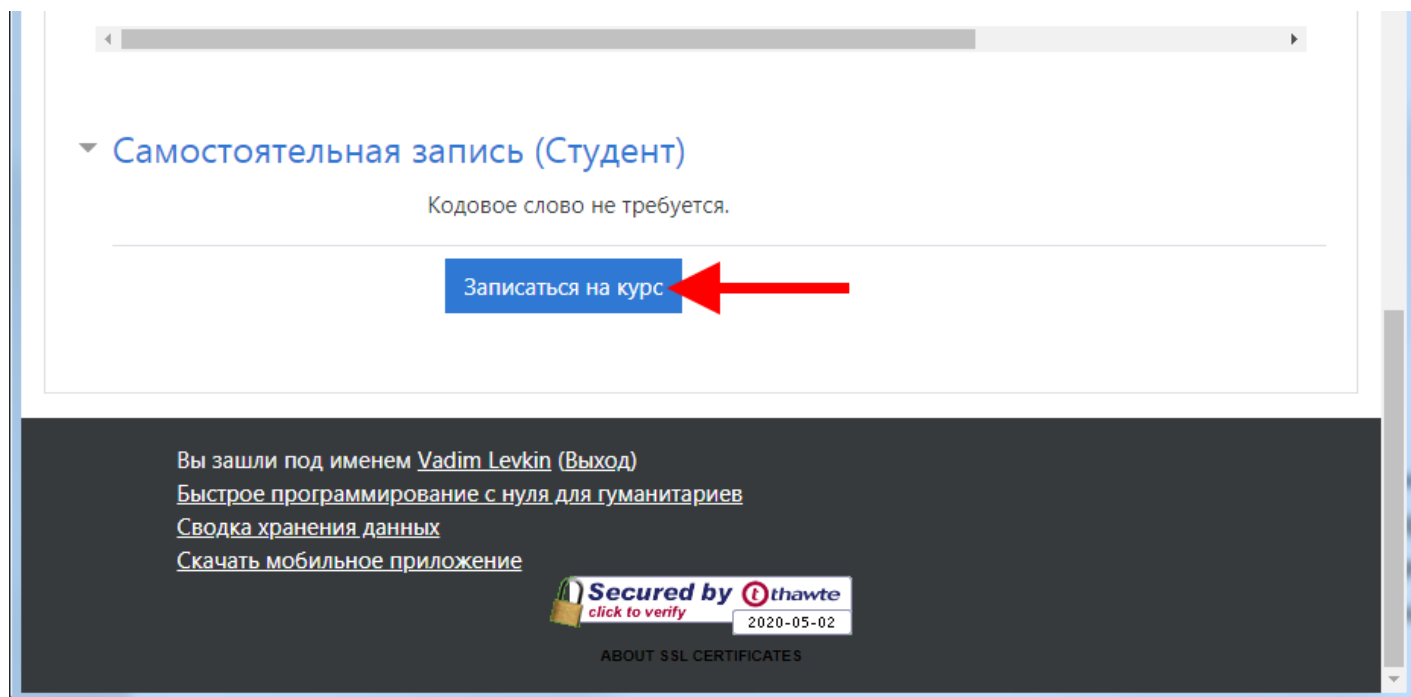 Самостоятельная запись (Студент)
Кодовое слово не требуется.
Записаться на курс
Вы зашли под именем Vadim Levkin (Выход)
Быстрое программирование с нуля для гуманитариев
Сводка хранения данных
Скачать мобильное приложение
Secured by thawte
click to verify
2020-05-02
ABOUT SSL CERTIFICATES